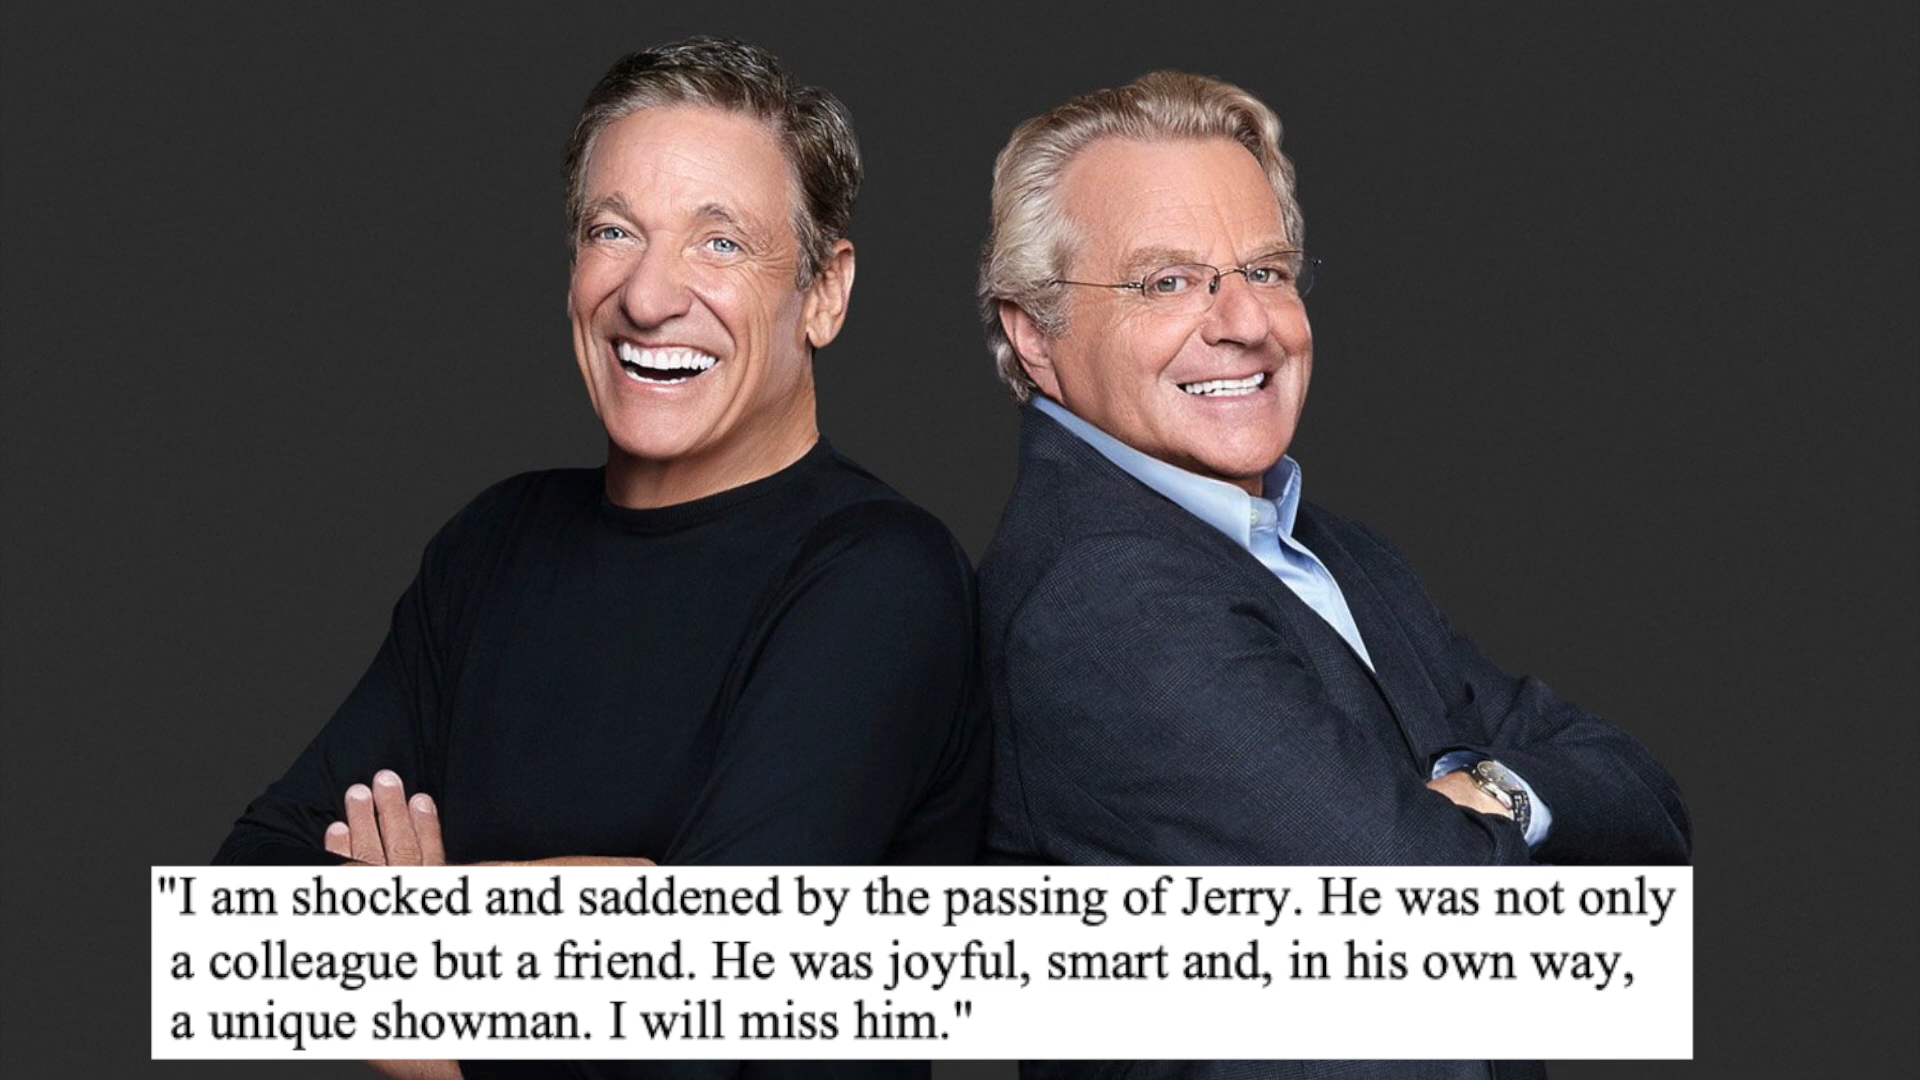 "I am shocked and saddened by the passing of Jerry. He was not only
a colleague but a friend. He was joyful, smart and, in his own way,
a unique showman. I will miss him."